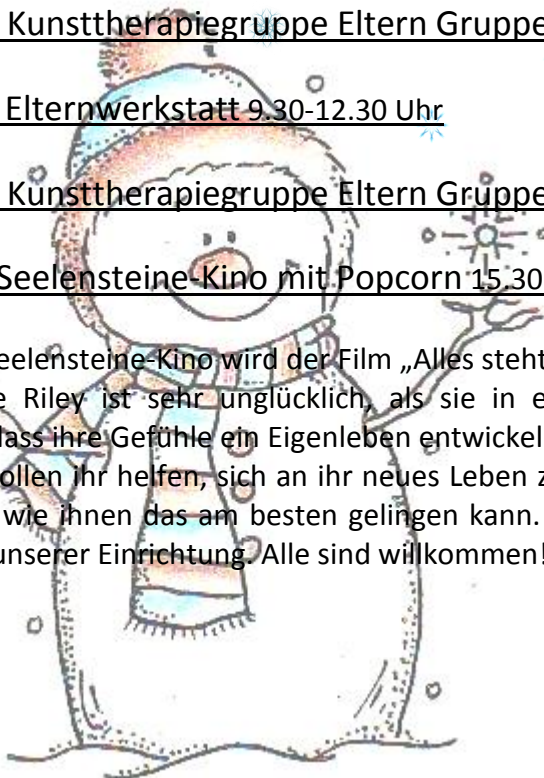 Kunsttherapiegruppe Eltern Gruppe
Elternwerkstatt 9.30-12.30 Uhr
Kunsttherapiegruppe Eltern Gruppe
Seelensteine-Kino mit Popcorn 15.30
eelensteine-Kino wird der Film „Alles steht
Riley ist sehr unglücklich, als sie in e
dass ihre Gefühle ein Eigenleben entwickel
ollen ihr helfen, sich an ihr neues Leben z
wie ihnen das am besten gelingen kann.
unserer Einrichtung. Alle sind willkommen!